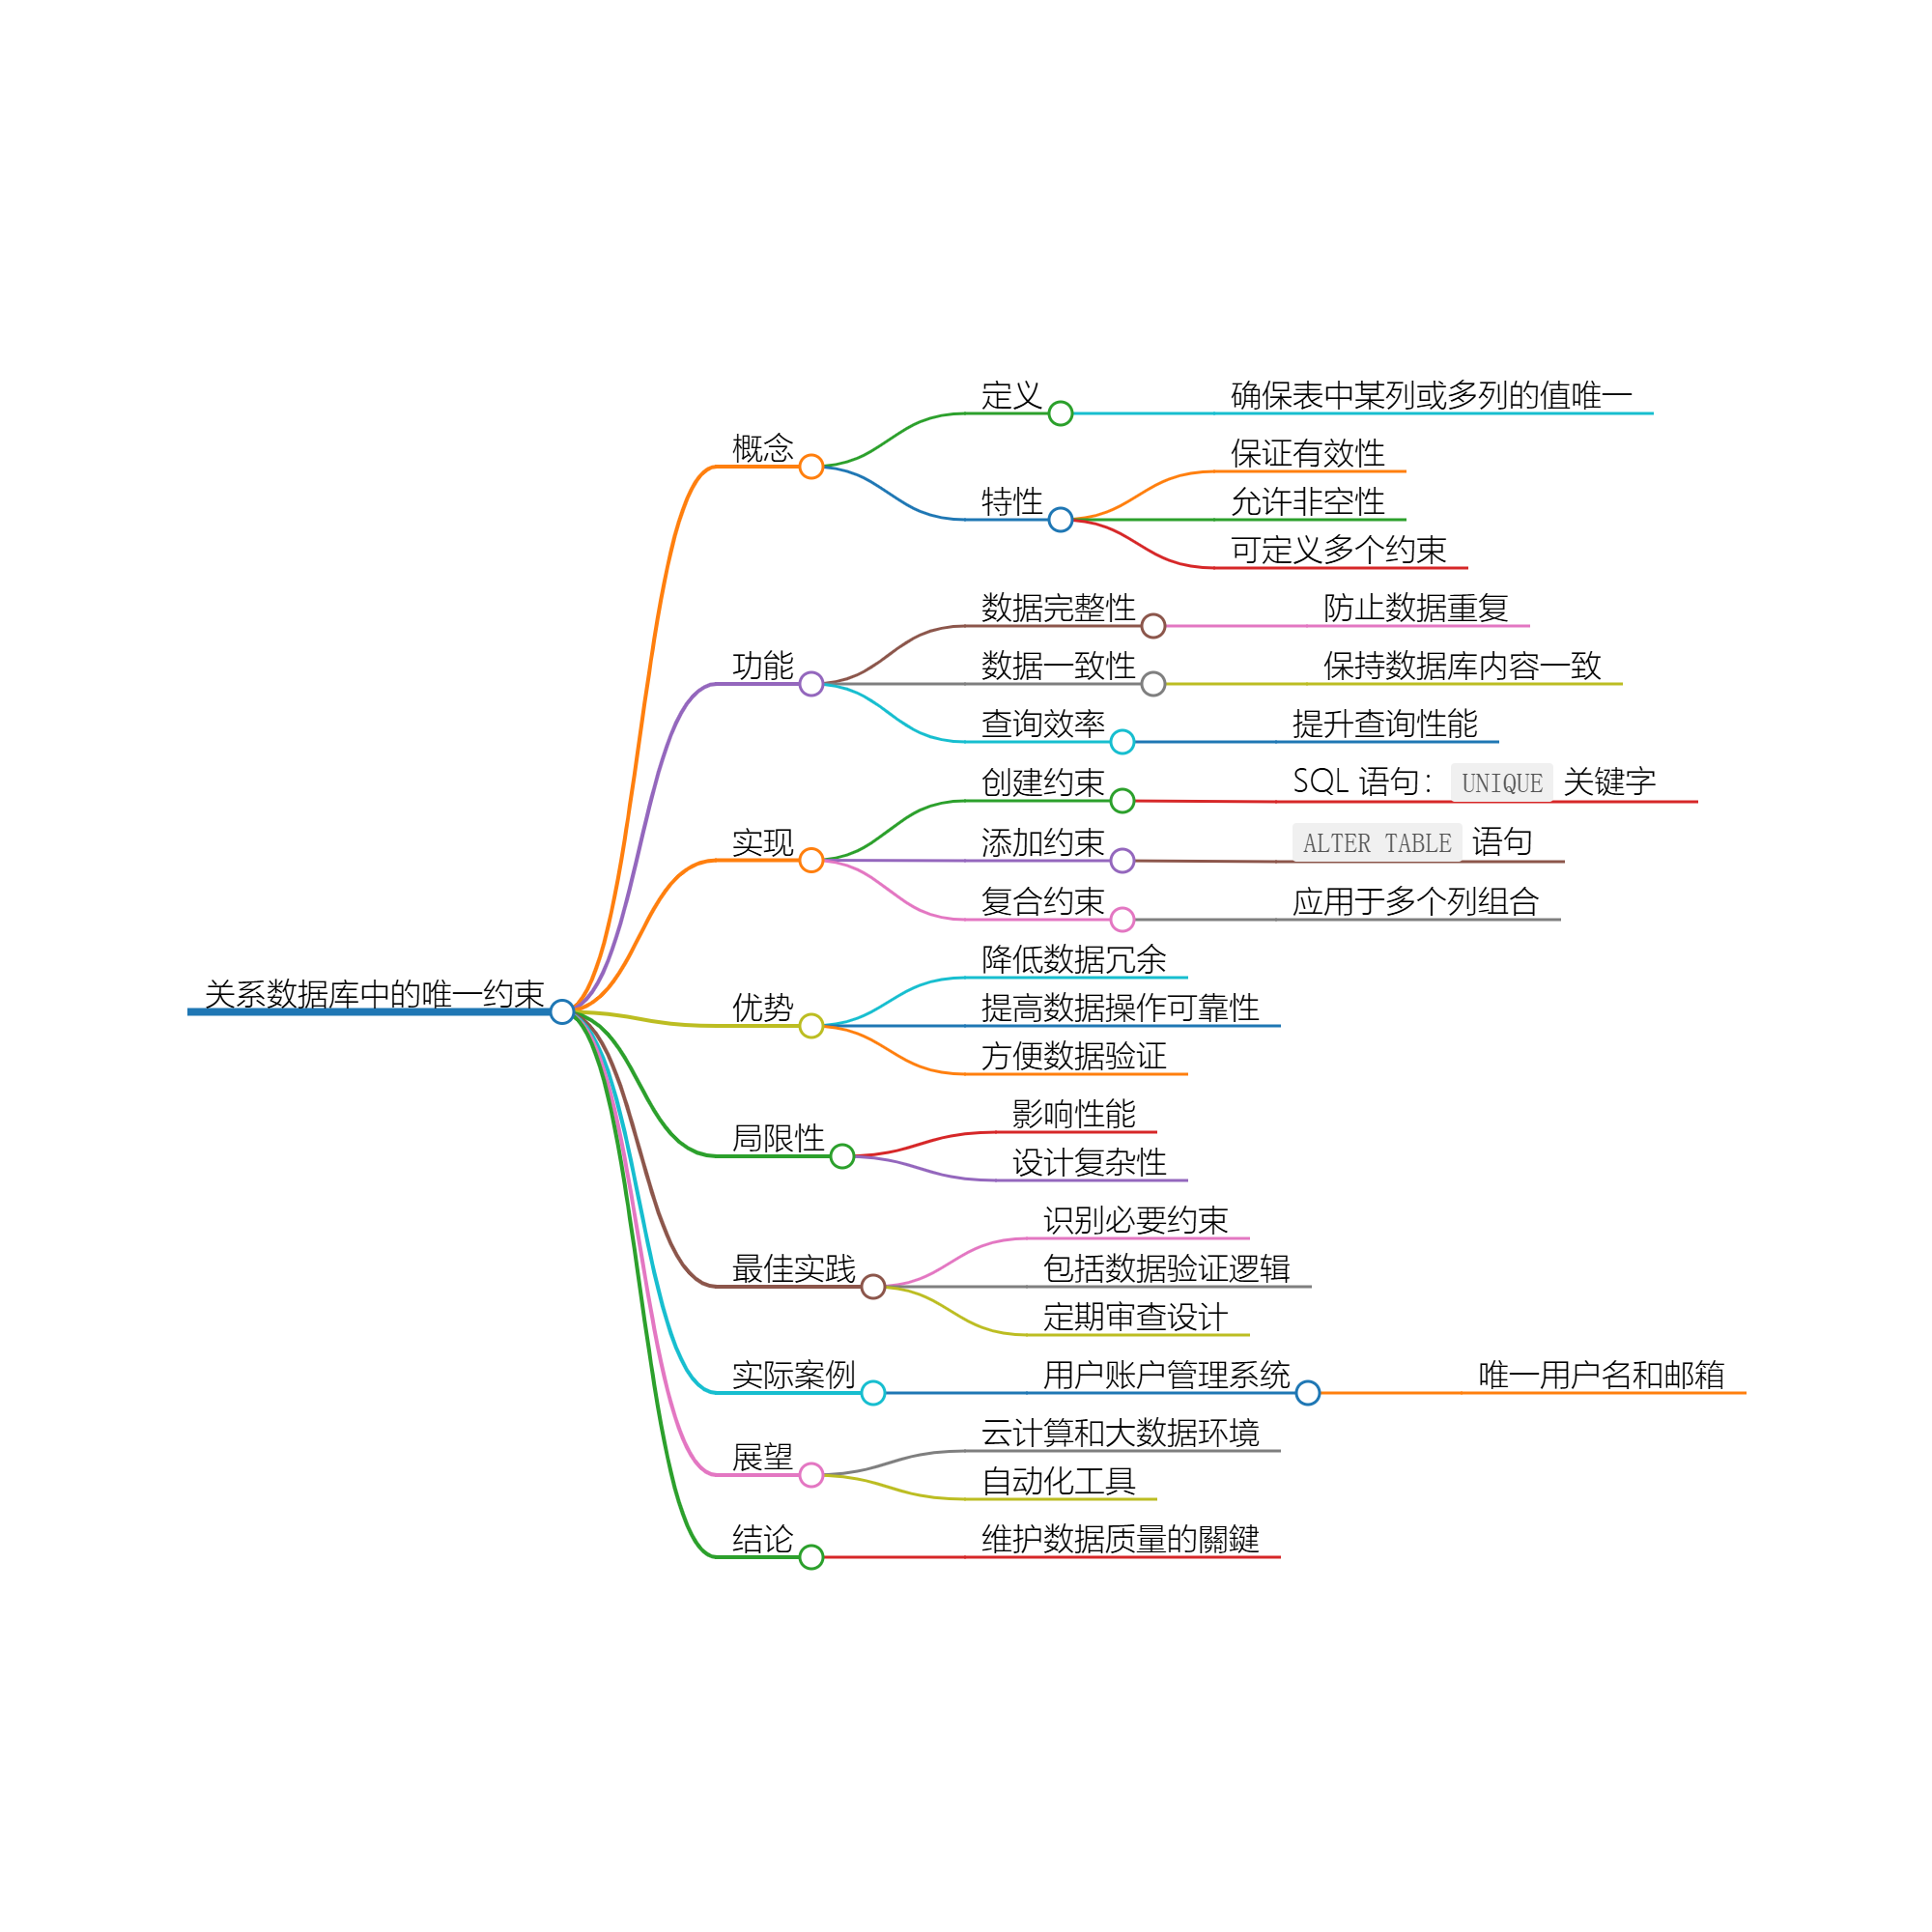 关系数据库中的唯一约束
概念
定义
确保表中某列或多列的值唯一
特性
保证有效性
允许非空性
可定义多个约束
功能
数据完整性
防止数据重复
数据一致性
保持数据库内容一致
查询效率
提升查询性能
实现
创建约束
SQL 语句： UNIQUE 关键字
添加约束
ALTER TABLE 语句
复合约束
应用于多个列组合
优势
降低数据冗余
提高数据操作可靠性
方便数据验证
局限性
影响性能
设计复杂性
最佳实践
识别必要约束
包括数据验证逻辑
定期审查设计
实际案例
用户账户管理系统
唯一用户名和邮箱
展望
云计算和大数据环境
自动化工具
结论
维护数据质量的關鍵